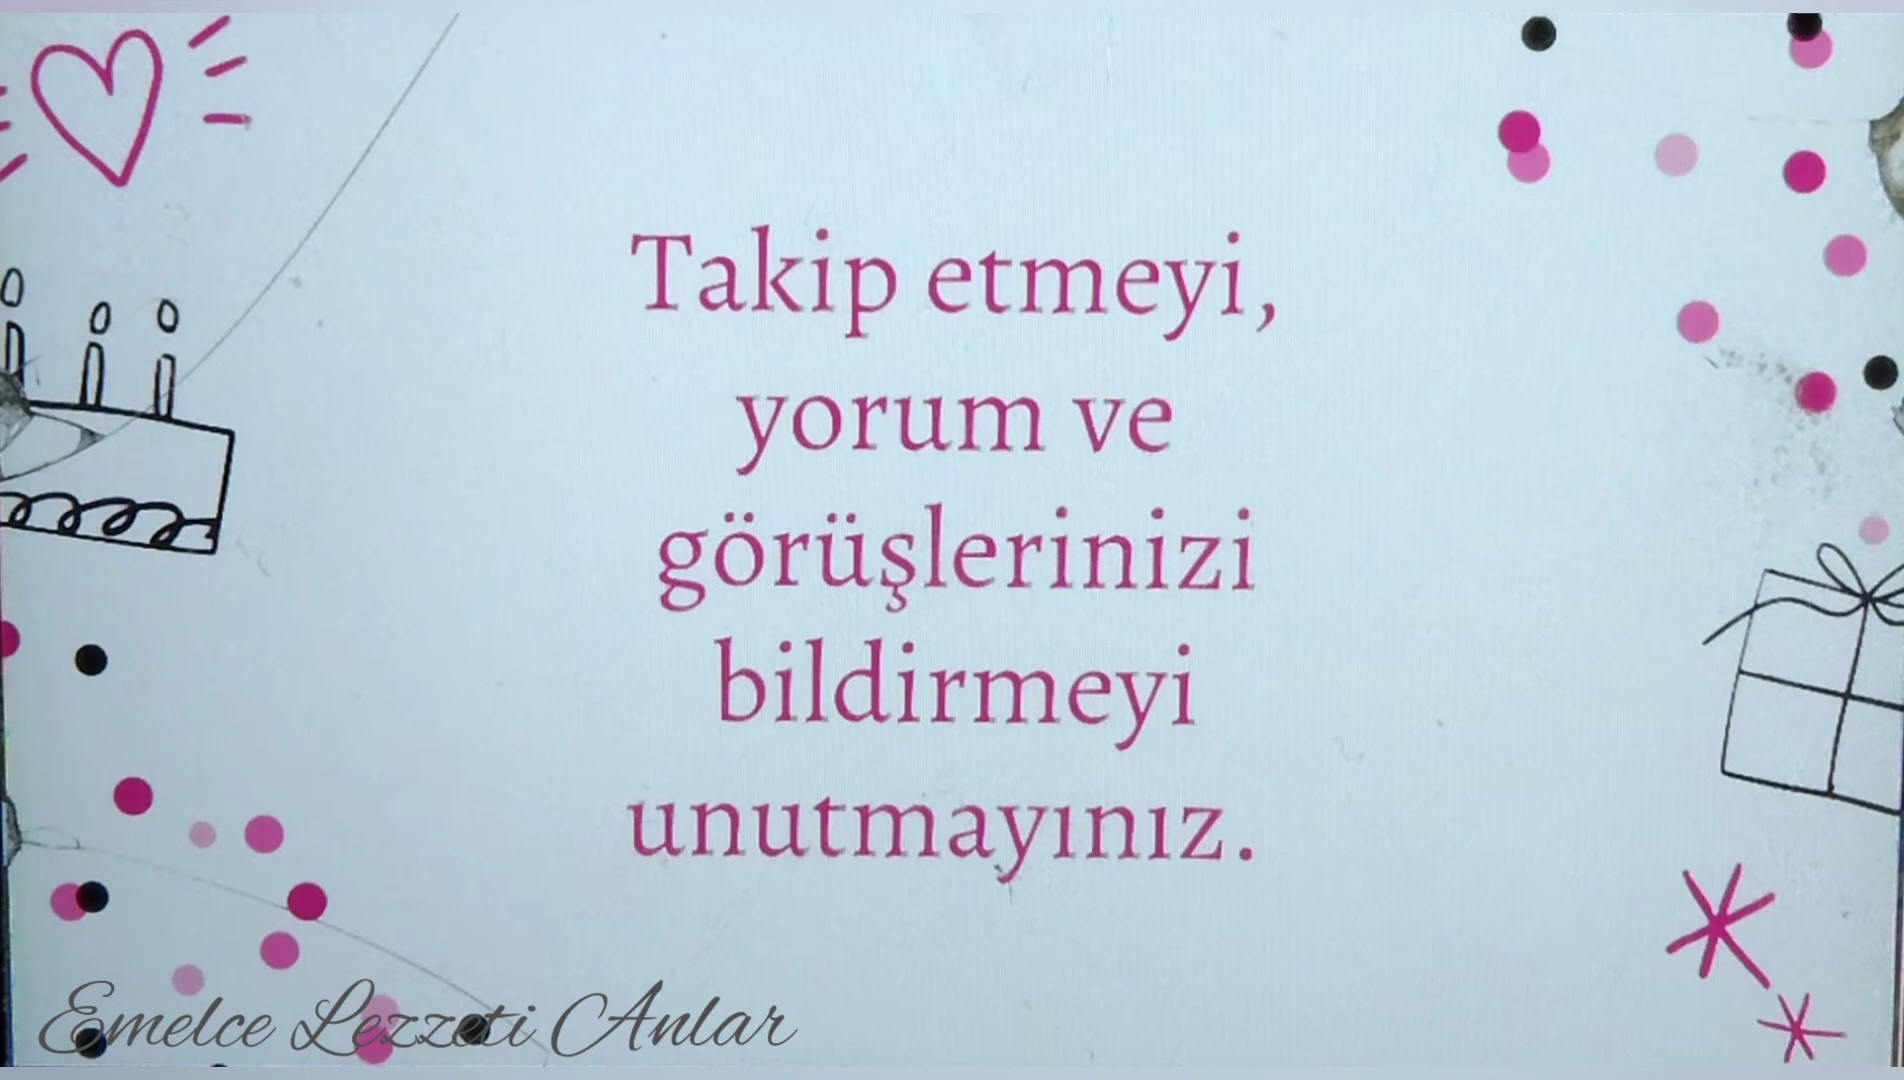 Takip etmeyi,
yorum ve
görüşlerinizi
bildirmeyi
unutmayınız.
Emelce Lezzeti Anlar